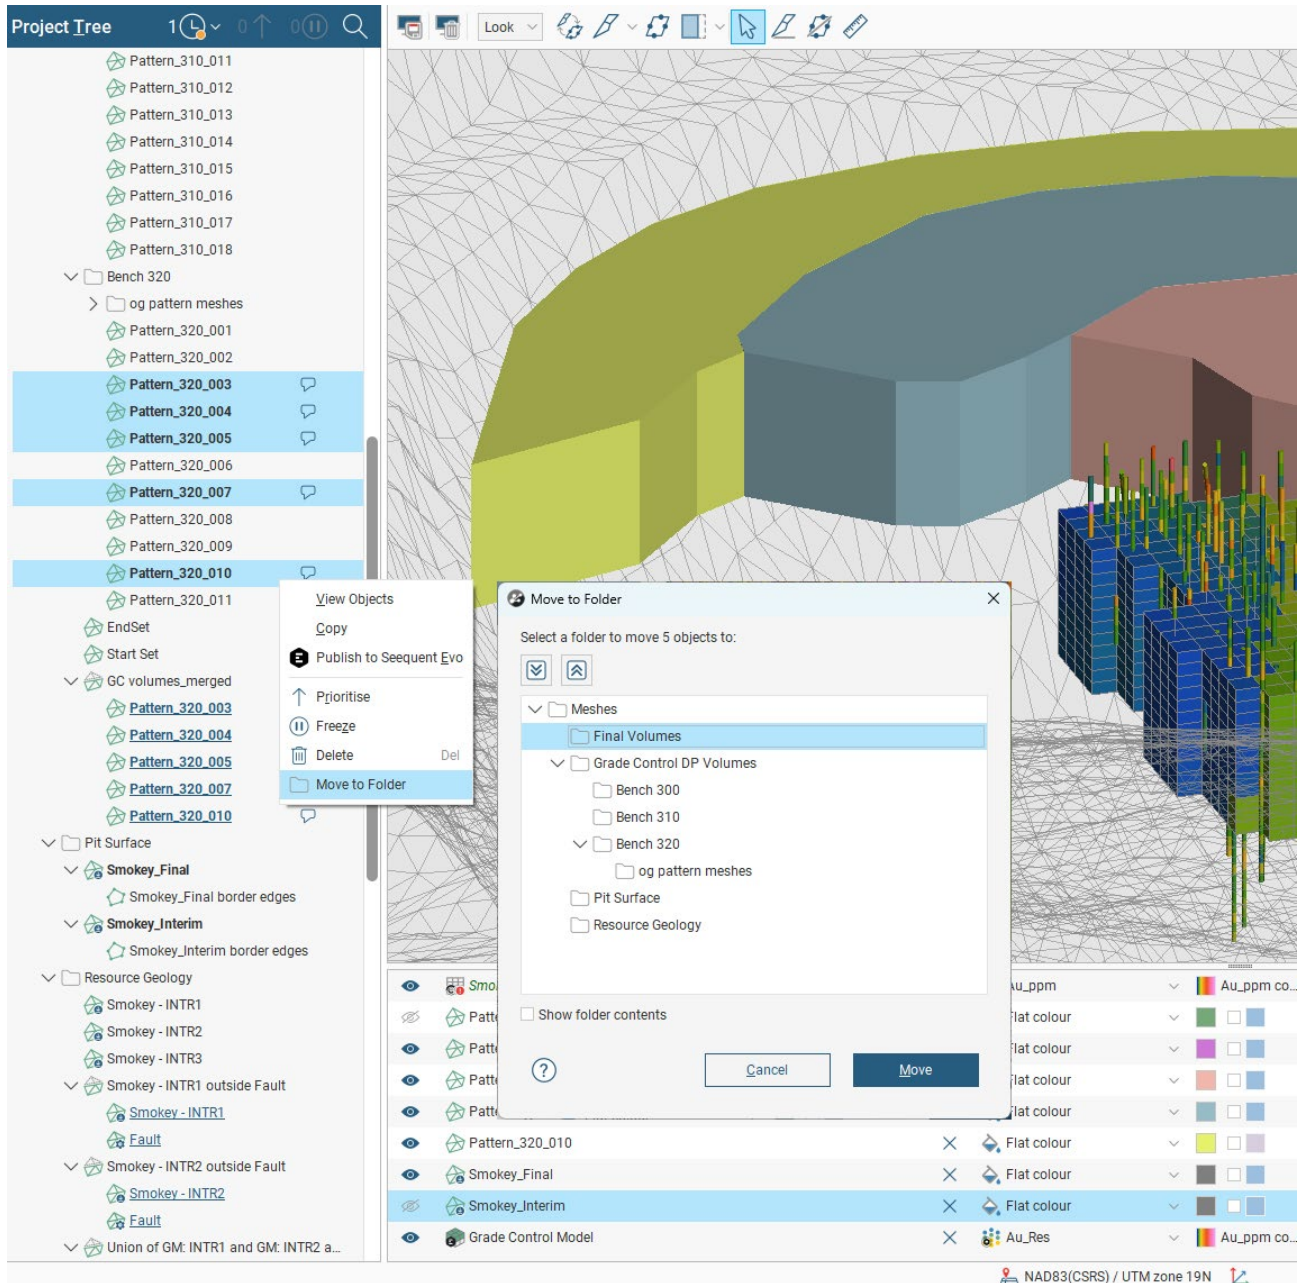 Project Tree 1 0 0
Look
Pattern_310_011
Pattern_310_012
Pattern_310_013
Pattern_310_014
Pattern_310_015
Pattern_310_016
Pattern_310_017
Pattern_310_018
Bench 320
og pattern meshes
Pattern_320_001
Pattern_320_002
Pattern_320_003
Pattern_320_004
Pattern_320_005
Pattern_320_006
Pattern_320_007
Pattern_320_008
Pattern_320_009
Pattern_320_010
Pattern_320_011
EndSet
Start Set
GC volumes_merged
Pattern_320_003
Pattern_320_004
Pattern_320_005
Pattern_320_007
Pattern_320_010
Pit Surface
Smokey_Final
Smokey_Final border edges
Smokey_Interim
Smokey_Interim border edges
Resource Geology
Smokey - INTR1
Smokey - INTR2
Smokey - INTR3
Smokey - INTR1 outside Fault
Smokey - INTR1
Fault
Smokey - INTR2 outside Fault
Smokey - INTR2
Fault
Union of GM: INTR1 and GM: INTR2 a...
View Objects
Copy
Publish to Seequent Evo
Prioritise
Freeze
Delete Del
Move to Folder
Move to Folder
Select a folder to move 5 objects to:
Meshes
Final Volumes
Grade Control DP Volumes
Bench 300
Bench 310
Bench 320
og pattern meshes
Pit Surface
Resource Geology
Show folder contents
Cancel Move
Smo Au_ppm Au_ppm co...
Patt Flat colour
Patt Flat colour
Patt Flat colour
Patt Flat colour
Pattern_320_010 Flat colour
Smokey_Final Flat colour
Smokey_Interim Flat colour
Grade Control Model Au_Res Au_ppm co...
NAD83(CSRS) / UTM zone 19N